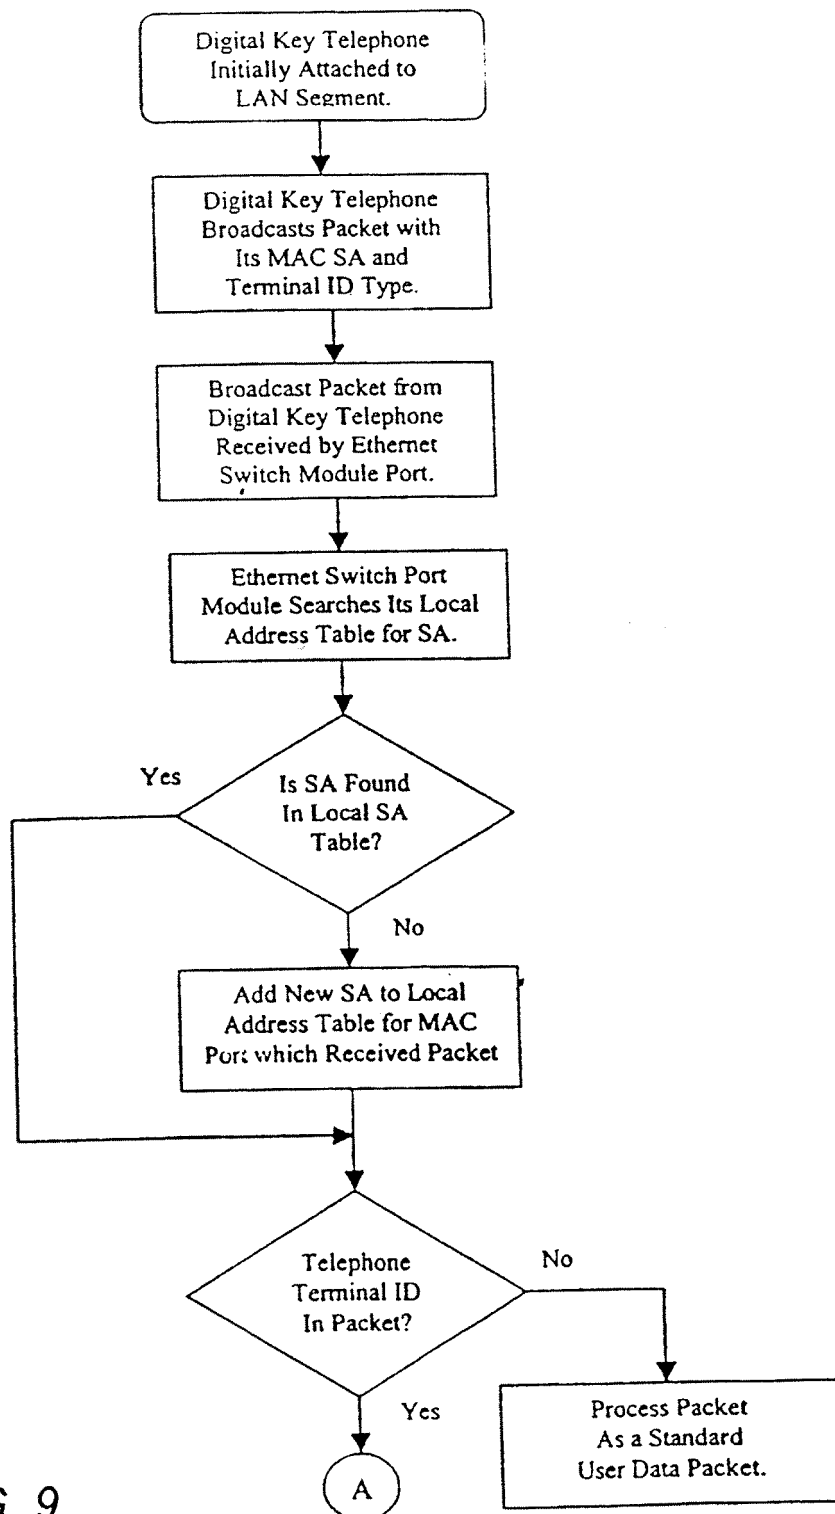 Digital Key Telephone
Initially Attached to
LAN Segment.
Digital Key Telephone
Broadcasts Packet with
Its MAC SA and
Terminal ID Type.
Broadcast Packet from
Digital Key Telephone
Received by Ethernet
Switch Module Port.
Ethernet Switch Port
Module Searches Its Local
Address Table for SA.
Yes
Is SA Found
In Local SA
Table?
No
Add New SA to Local
Address Table for MAC
Port which Received Packet
Telephone
Terminal ID
In Packet?
No
Yes
Process Packet
As a Standard
User Data Packet.
A
9